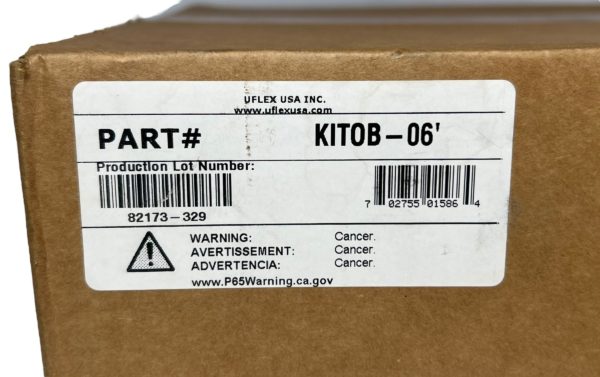 UFLEX USA INC.
www.uflexusa.com
PART# KITOB-06'
Production Lot Number:
82173-329
7 02755 01586 4
WARNING: Cancer.
AVERTISSEMENT: Cancer.
ADVERTENCIA: Cancer.
www.P65Warning.ca.gov